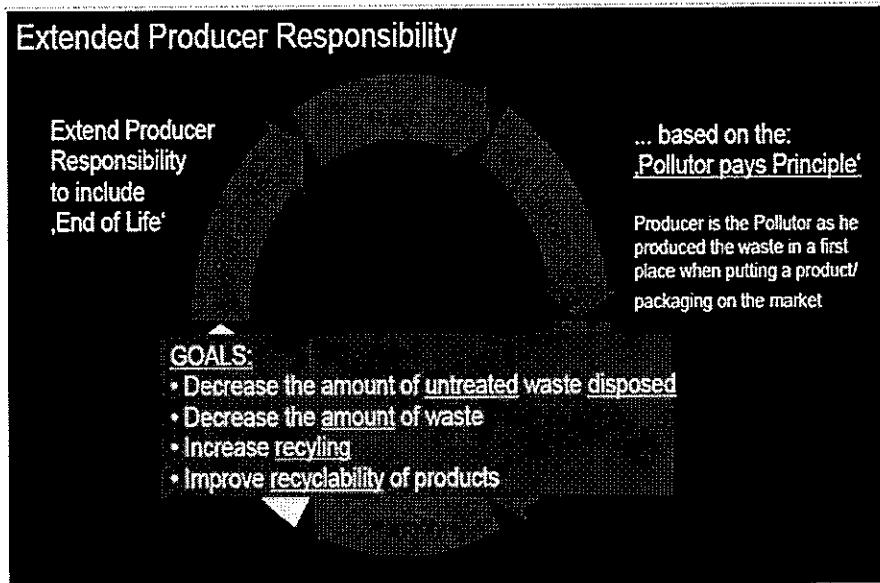 Extended Producer Responsibility
Extend Producer
Responsibility
to include
‚End of Life‘
... based on the:
‚Pollutor pays Principle‘
Producer is the Pollutor as he
produced the waste in a first
place when putting a product/
packaging on the market
GOALS:
• Decrease the amount of untreated waste disposed
• Decrease the amount of waste
• Increase recyling
• Improve recyclability of products